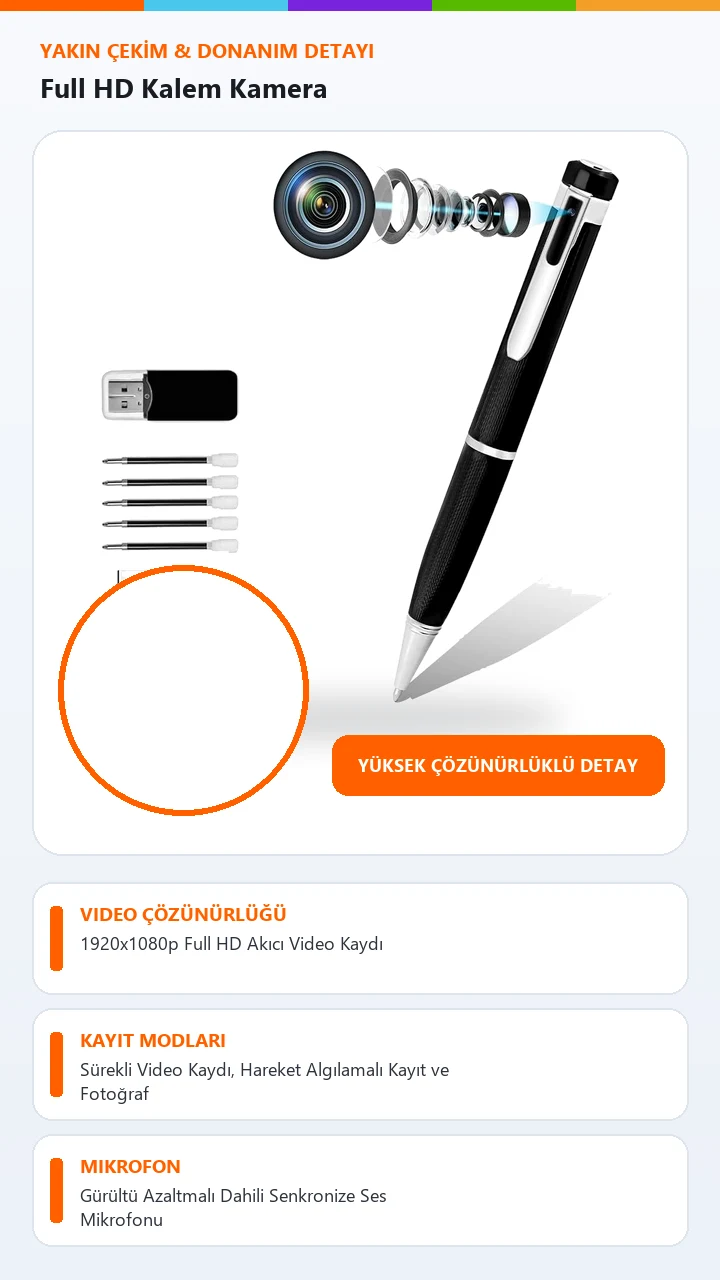 YAKIN ÇEKİM & DONANIM DETAYI
Full HD Kalem Kamera
YÜKSEK ÇÖZÜNÜRLÜKLÜ DETAY
VIDEO ÇÖZÜNÜRLÜĞÜ
1920x1080p Full HD Akıcı Video Kaydı
KAYIT MODLARI
Sürekli Video Kaydı, Hareket Algılamalı Kayıt ve
Fotoğraf
MIKROFON
Gürültü Azaltmalı Dahili Senkronize Ses
Mikrofonu